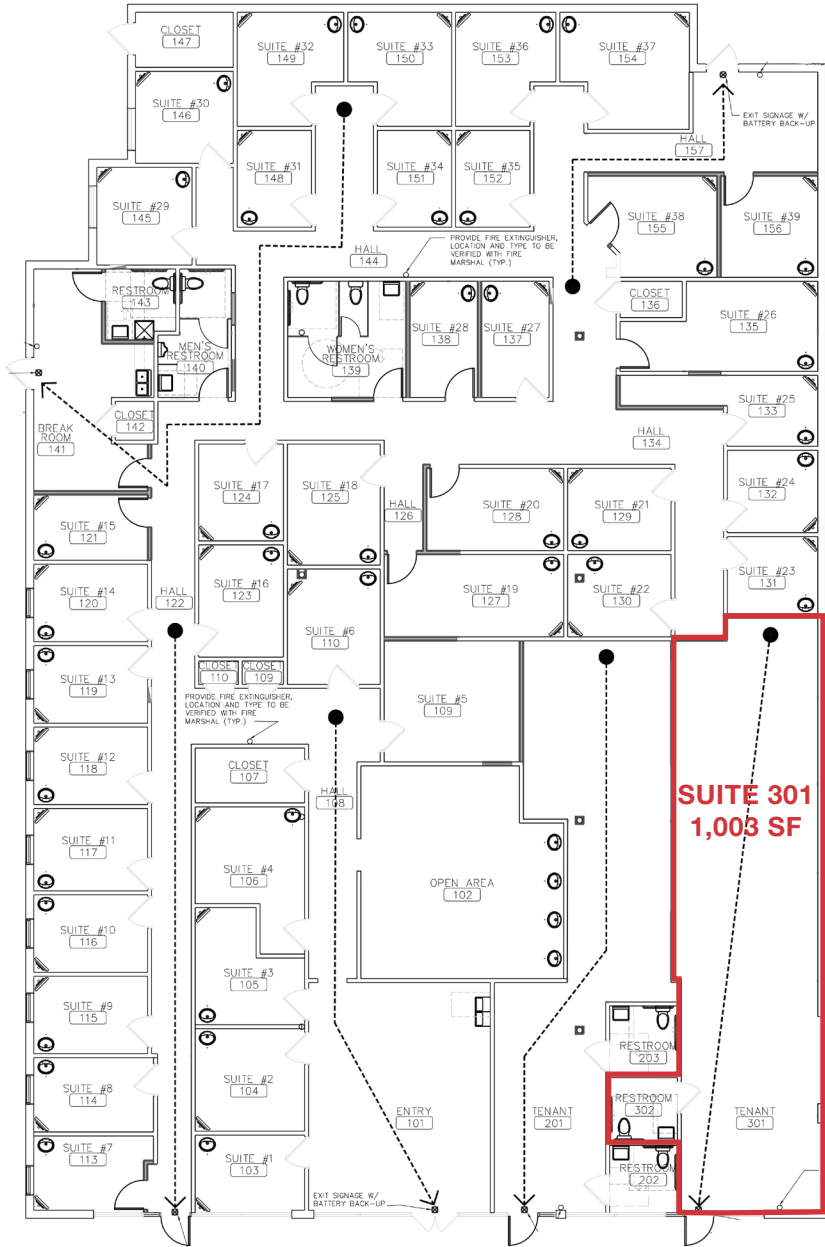 CLOSET
147
SUITE #32
149
SUITE #33
150
SUITE #36
153
SUITE #37
154
SUITE #30
146
EXIT SIGNAGE W/
BATTERY BACK-UP
HALL
157
SUITE #31
148
SUITE #34
151
SUITE #35
152
SUITE #29
145
SUITE #38
155
SUITE #39
156
PROVIDE FIRE EXTINGUISHER,
LOCATION AND TYPE TO BE
VERIFIED WITH FIRE
MARSHAL (TYP.)
HALL
144
RESTROOM
143
CLOSET
136
SUITE #26
135
SUITE #28
138
SUITE #27
137
MEN'S
RESTROOM
140
WOMEN'S
RESTROOM
139
SUITE #25
133
CLOSET
142
BREAK
ROOM
141
HALL
134
SUITE #17
124
SUITE #18
125
SUITE #24
132
HALL
126
SUITE #20
128
SUITE #21
129
SUITE #15
121
SUITE #23
131
SUITE #14
120
HALL
122
SUITE #16
123
SUITE #19
127
SUITE #22
130
SUITE #6
110
CLOSET
110
CLOSET
109
SUITE #13
119
PROVIDE FIRE EXTINGUISHER,
LOCATION AND TYPE TO BE
VERIFIED WITH FIRE
MARSHAL (TYP.)
SUITE #5
109
SUITE #12
118
CLOSET
107
HALL
108
SUITE 301
1,003 SF
SUITE #11
117
SUITE #4
106
OPEN AREA
102
SUITE #10
116
SUITE #3
105
SUITE #9
115
RESTROOM
203
SUITE #8
114
SUITE #2
104
RESTROOM
302
ENTRY
101
TENANT
201
TENANT
301
SUITE #7
113
SUITE #1
103
RESTROOM
202
EXIT SIGNAGE W/
BATTERY BACK-UP